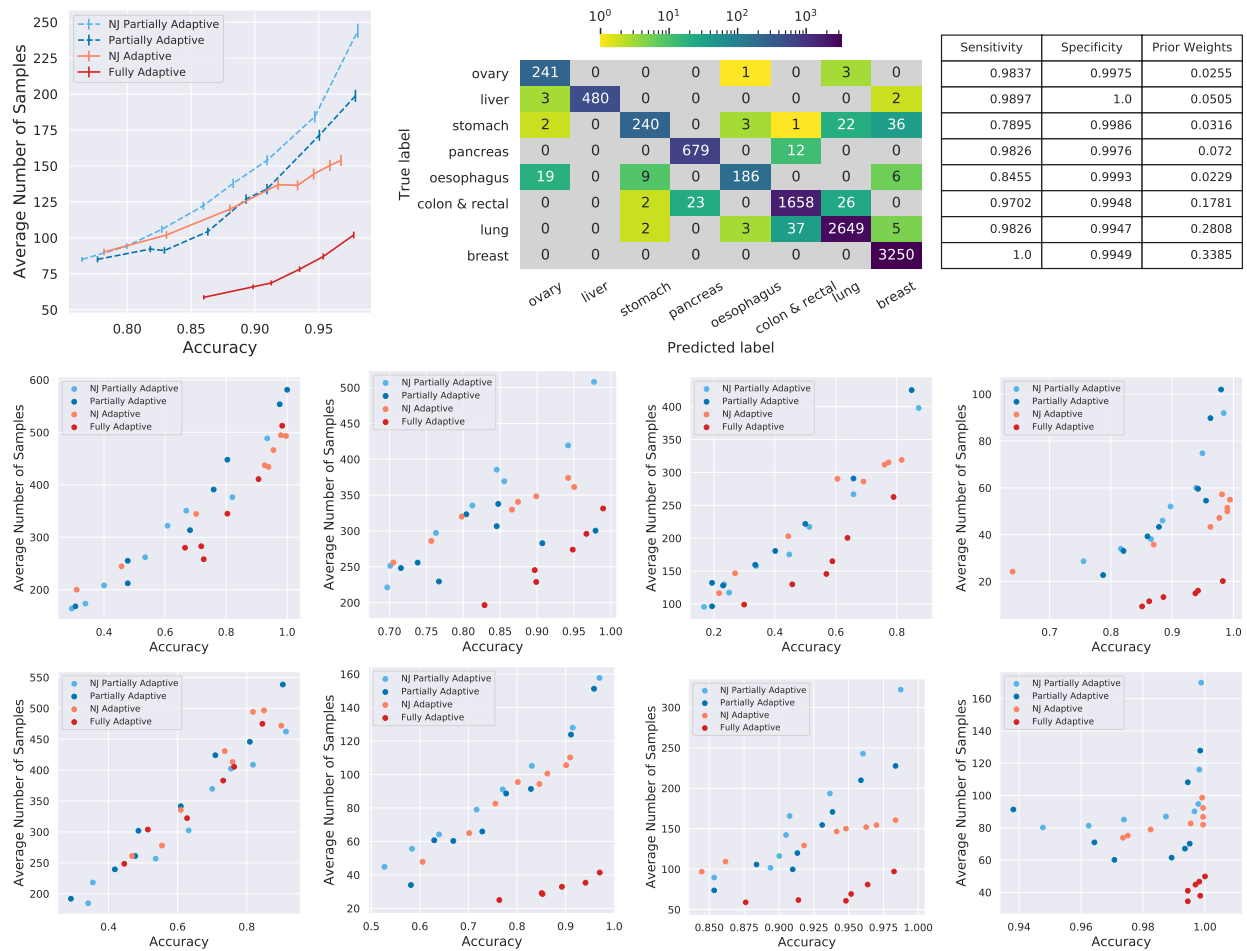 NJ Partially Adaptive
Partially Adaptive
NJ Adaptive
Fully Adaptive
Average Number of Samples
250
225
200
175
150
125
100
75
50
0.80 0.85 0.90 0.95
Accuracy
10⁰ 10¹ 10² 10³
True label
ovary 241 0 0 0 1 0 3 0
liver 3 480 0 0 0 0 0 2
stomach 2 0 240 0 3 1 22 36
pancreas 0 0 0 679 0 12 0 0
oesophagus 19 0 9 0 186 0 0 6
colon & rectal 0 0 2 23 0 1658 26 0
lung 0 0 2 0 3 37 2649 5
breast 0 0 0 0 0 0 0 3250
ovary liver stomach pancreas oesophagus colon & rectal lung breast
Predicted label
Sensitivity Specificity Prior Weights
0.9837 0.9975 0.0255
0.9897 1.0 0.0505
0.7895 0.9986 0.0316
0.9826 0.9976 0.072
0.8455 0.9993 0.0229
0.9702 0.9948 0.1781
0.9826 0.9947 0.2808
1.0 0.9949 0.3385
NJ Partially Adaptive
Partially Adaptive
NJ Adaptive
Fully Adaptive
Average Number of Samples
600
500
400
300
200
0.4 0.6 0.8 1.0
Accuracy
NJ Partially Adaptive
Partially Adaptive
NJ Adaptive
Fully Adaptive
Average Number of Samples
500
450
400
350
300
250
200
0.70 0.75 0.80 0.85 0.90 0.95 1.00
Accuracy
NJ Partially Adaptive
Partially Adaptive
NJ Adaptive
Fully Adaptive
Average Number of Samples
400
350
300
250
200
150
100
0.2 0.4 0.6 0.8
Accuracy
NJ Partially Adaptive
Partially Adaptive
NJ Adaptive
Fully Adaptive
Average Number of Samples
100
80
60
40
20
0.7 0.8 0.9 1.0
Accuracy
NJ Partially Adaptive
Partially Adaptive
NJ Adaptive
Fully Adaptive
Average Number of Samples
550
500
450
400
350
300
250
200
0.4 0.6 0.8
Accuracy
NJ Partially Adaptive
Partially Adaptive
NJ Adaptive
Fully Adaptive
Average Number of Samples
160
140
120
100
80
60
40
20
0.5 0.6 0.7 0.8 0.9 1.0
Accuracy
NJ Partially Adaptive
Partially Adaptive
NJ Adaptive
Fully Adaptive
Average Number of Samples
300
250
200
150
100
50
0.850 0.875 0.900 0.925 0.950 0.975 1.000
Accuracy
NJ Partially Adaptive
Partially Adaptive
NJ Adaptive
Fully Adaptive
Average Number of Samples
160
140
120
100
80
60
40
0.94 0.96 0.98 1.00
Accuracy